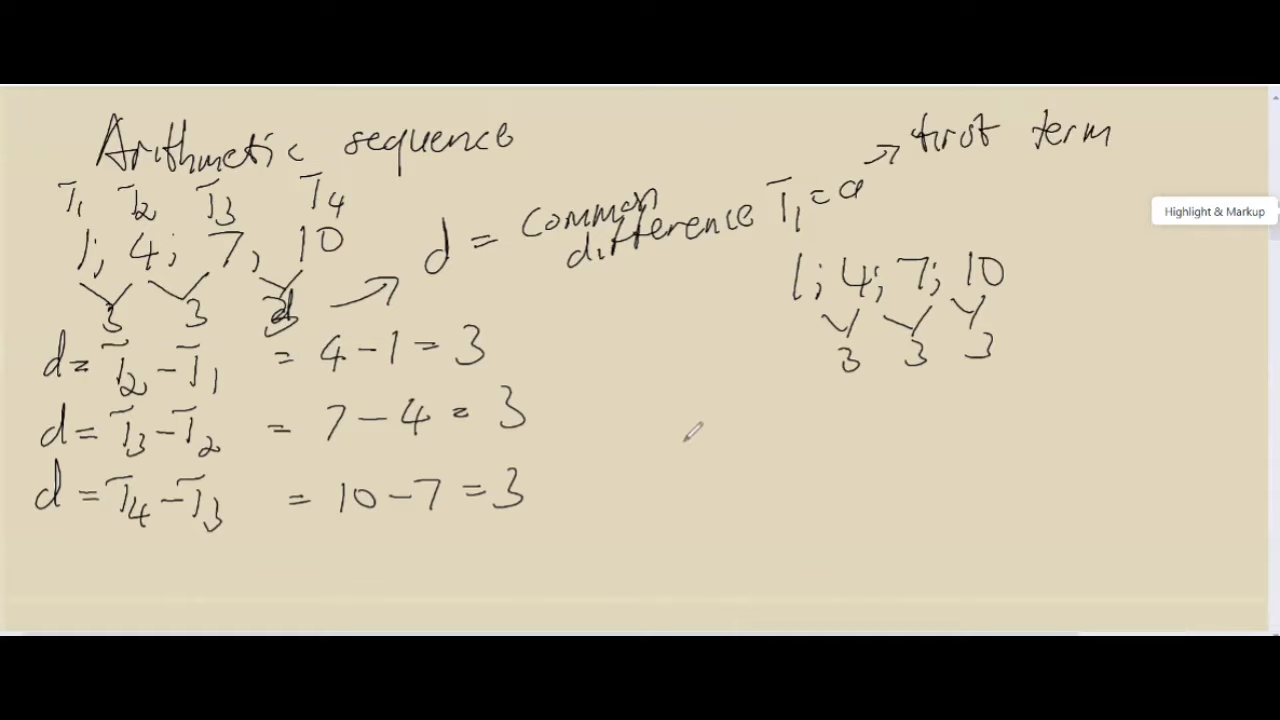 Arithmetic sequence
T1 T2 T3 T4
1; 4; 7; 10
3 3
d = common difference
T1 = a → first term
d = T2 - T1 = 4 - 1 = 3
d = T3 - T2 = 7 - 4 = 3
d = T4 - T3 = 10 - 7 = 3
1; 4; 7; 10
3 3 3
Highlight & Markup